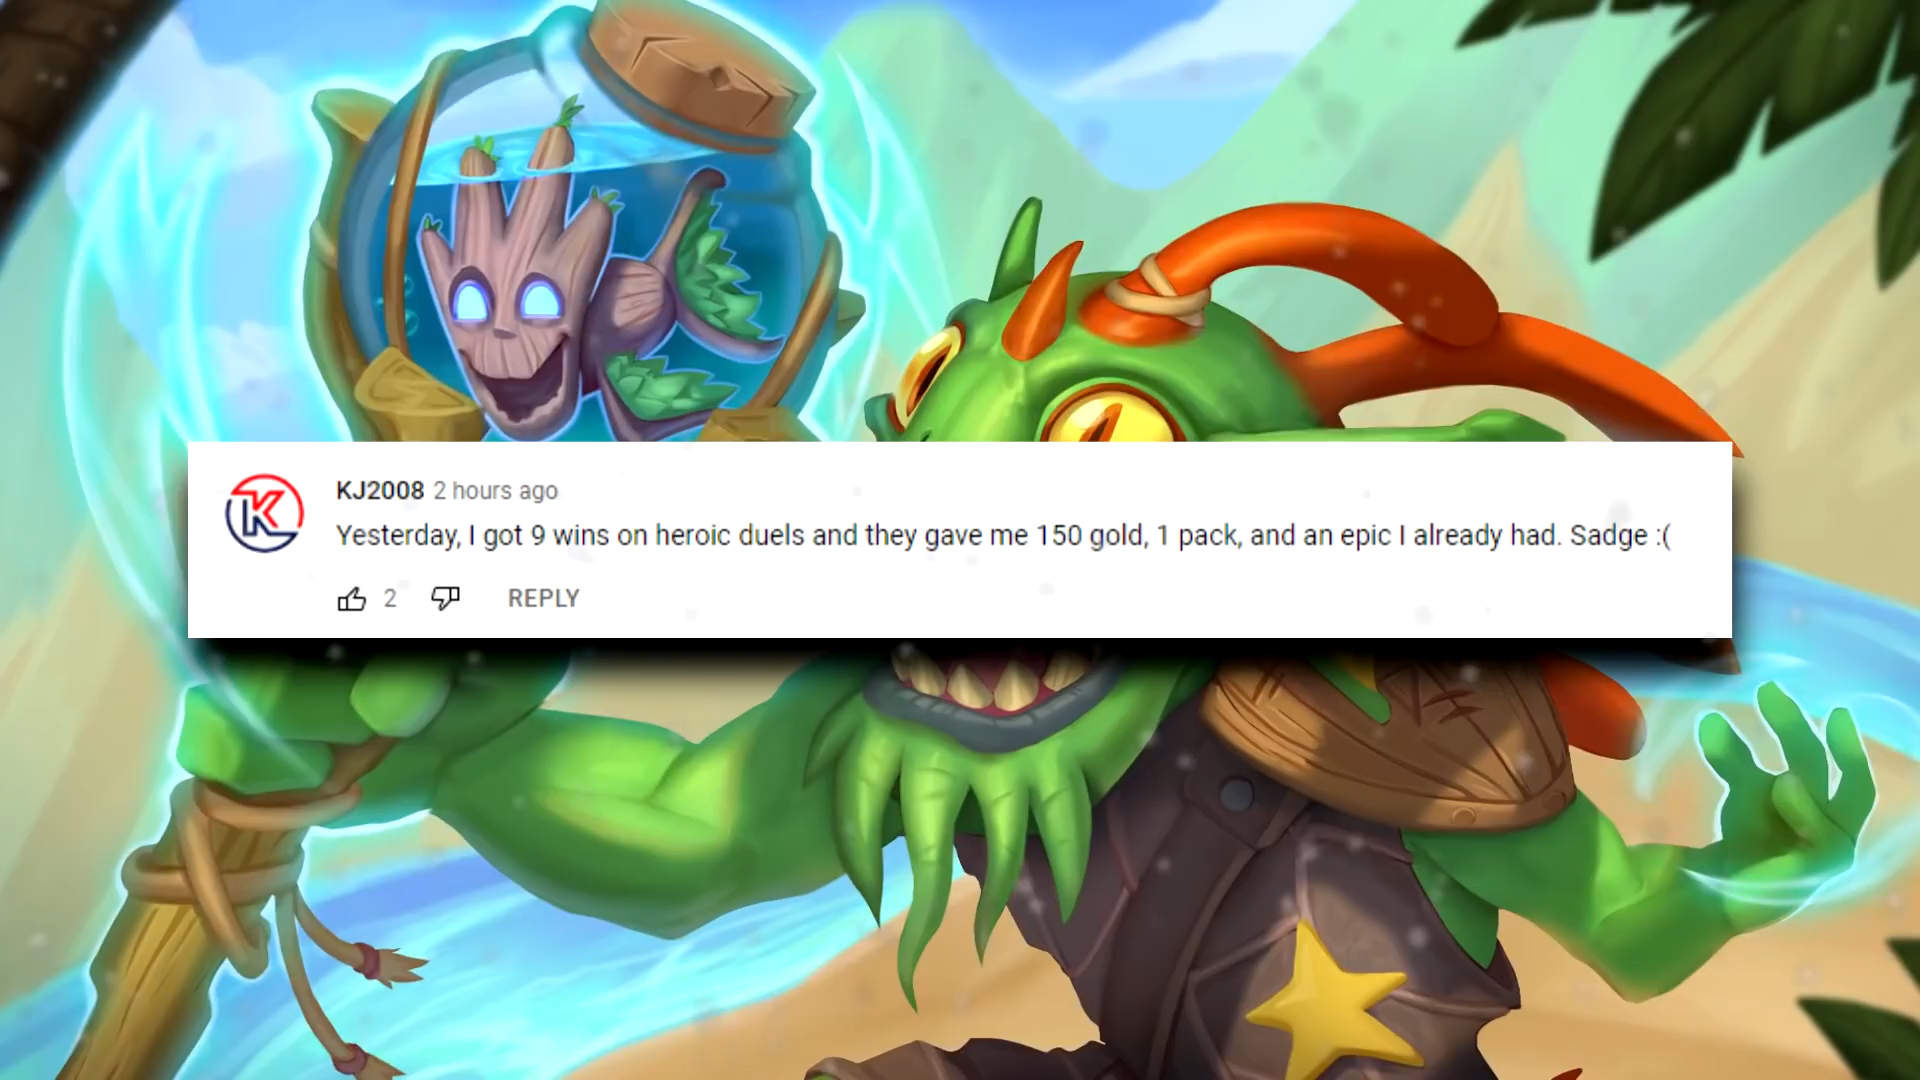 KJ2008 2 hours ago
Yesterday, I got 9 wins on heroic duels and they gave me 150 gold, 1 pack, and an epic I already had. Sadge :(
2 REPLY